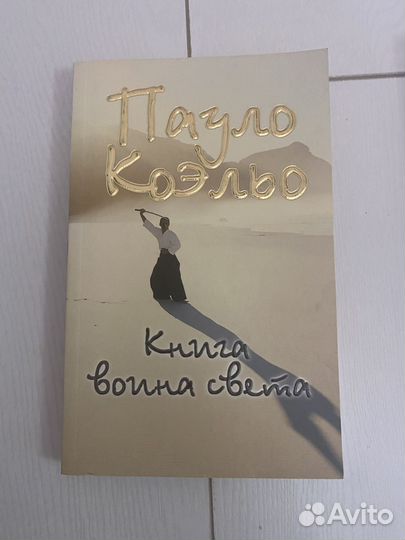 Пауло
Коэльо
Книга
воина света
Avito